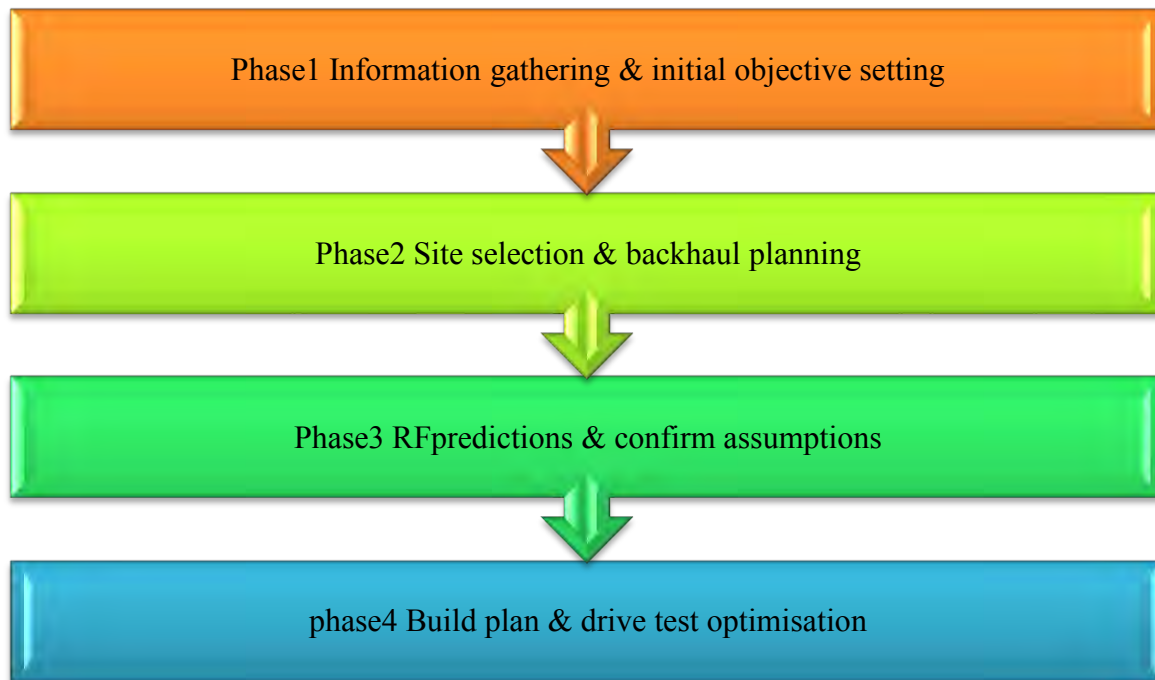 Phase1 Information gathering & initial objective setting
Phase2 Site selection & backhaul planning
Phase3 RFpredictions & confirm assumptions
phase4 Build plan & drive test optimisation